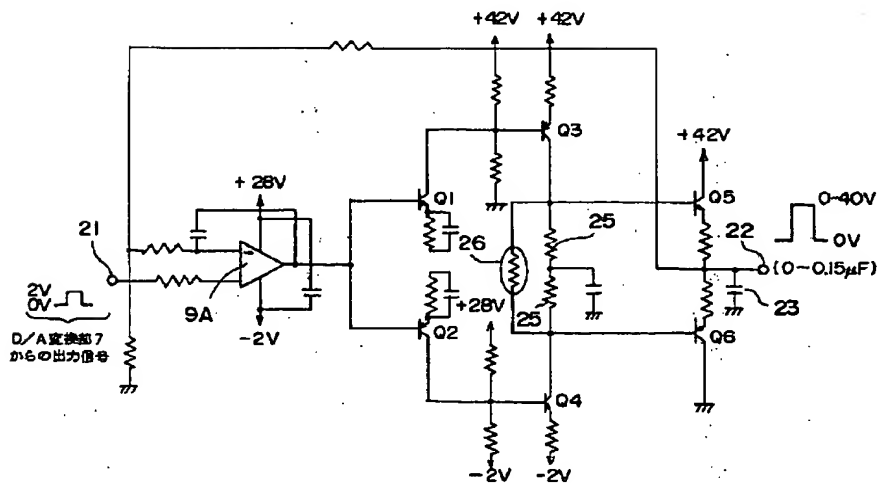 +42V +42V
Q3
+42V
+28V
Q1
Q5
0~40V
21
26
25
22
0V
(0~0.15μF)
2V
0V
9A
+28V
25
23
-2V
Q2
Q6
D/A変換部7
からの出力信号
Q4
-2V -2V